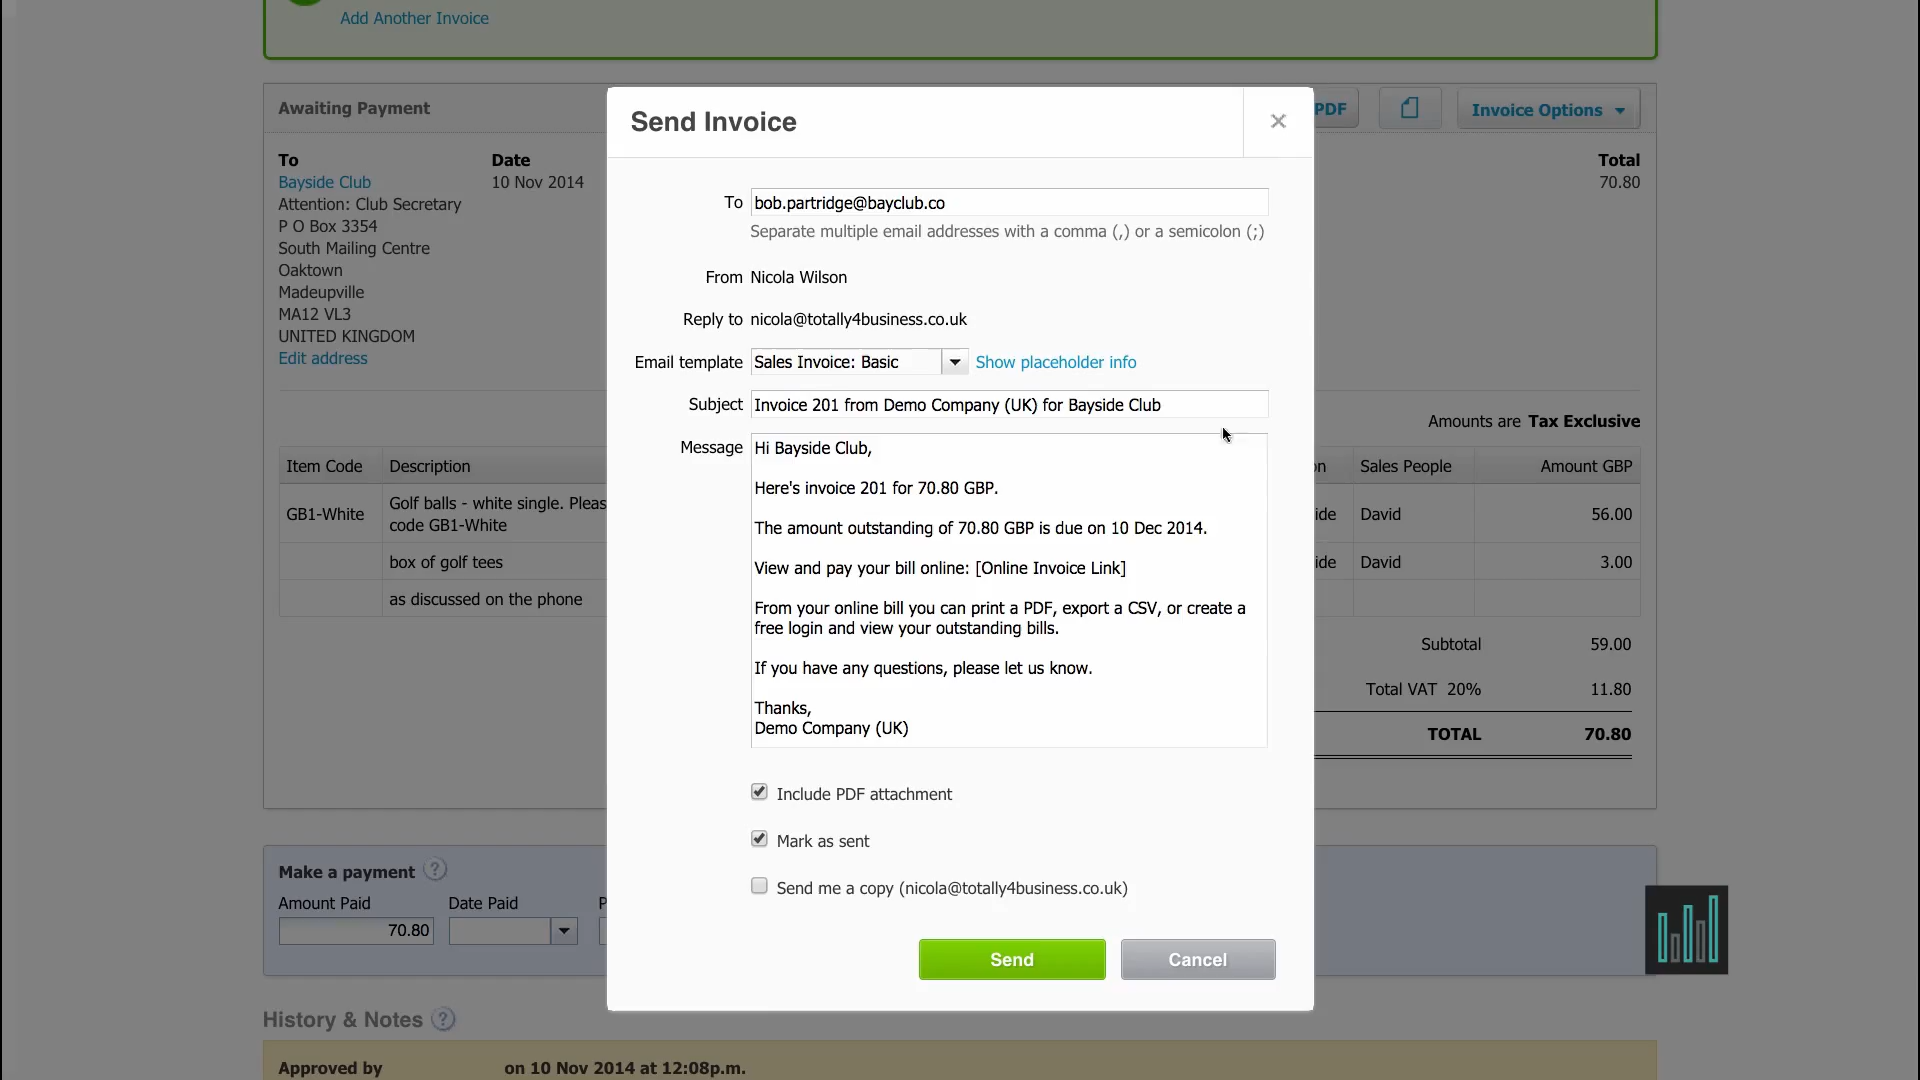 Add Another Invoice
Awaiting Payment
PDF
Invoice Options
To
Date
Total
Bayside Club
10 Nov 2014
70.80
Attention: Club Secretary
P O Box 3354
South Mailing Centre
Oaktown
Madeupville
MA12 VL3
UNITED KINGDOM
Edit address
Amounts are Tax Exclusive
Item Code Description
on Sales People Amount GBP
GB1-White
Golf balls - white single. Pleas
code GB1-White
ide David 56.00
box of golf tees
ide David 3.00
as discussed on the phone
Subtotal 59.00
Total VAT 20% 11.80
TOTAL 70.80
Send Invoice
×
To bob.partridge@bayclub.co
Separate multiple email addresses with a comma (,) or a semicolon (;)
From Nicola Wilson
Reply to nicola@totally4business.co.uk
Email template Sales Invoice: Basic Show placeholder info
Subject Invoice 201 from Demo Company (UK) for Bayside Club
Message Hi Bayside Club,
Here's invoice 201 for 70.80 GBP.
The amount outstanding of 70.80 GBP is due on 10 Dec 2014.
View and pay your bill online: [Online Invoice Link]
From your online bill you can print a PDF, export a CSV, or create a
free login and view your outstanding bills.
If you have any questions, please let us know.
Thanks,
Demo Company (UK)
Include PDF attachment
Mark as sent
Send me a copy (nicola@totally4business.co.uk)
Send Cancel
Make a payment ?
Amount Paid Date Paid P
70.80
History & Notes ?
Approved by on 10 Nov 2014 at 12:08p.m.